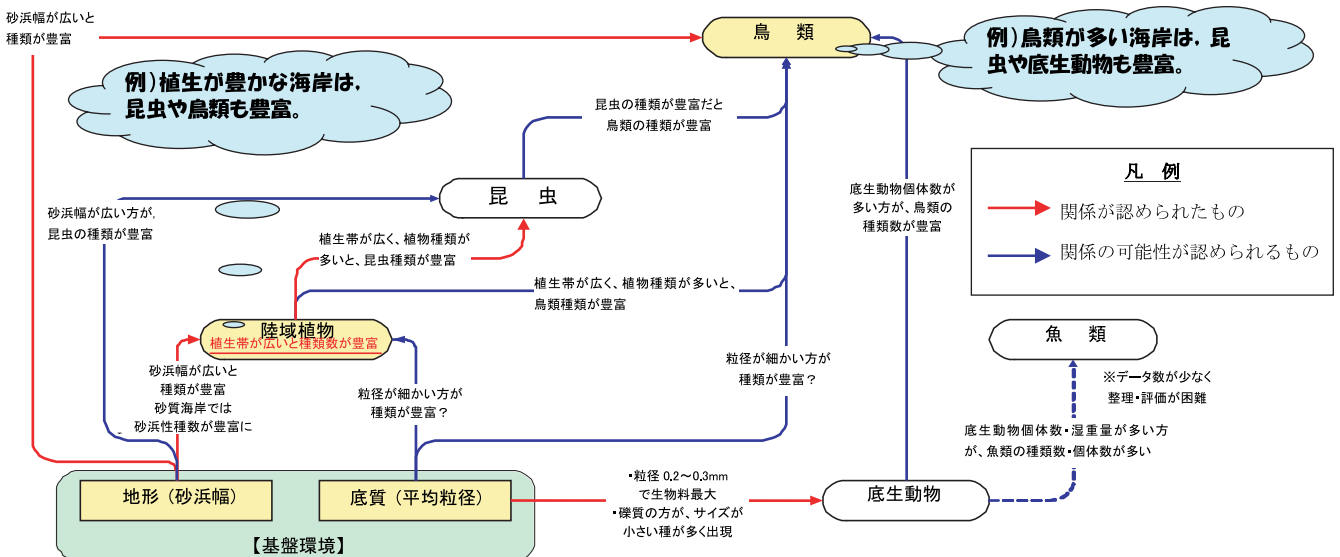 砂浜幅が広いと
種類が豊富
鳥　類
例）鳥類が多い海岸は，昆
虫や底生動物も豊富。
例）植生が豊かな海岸は，
昆虫や鳥類も豊富。
昆虫の種類が豊富だと
鳥類の種類が豊富
昆　虫
砂浜幅が広い方が，
昆虫の種類が豊富
底生動物個体数が
多い方が、鳥類の
種類数が豊富
凡　例
関係が認められたもの
関係の可能性が認められるもの
植生帯が広く、植物種類が
多いと、昆虫種類が豊富
植生帯が広く、植物種類が多いと、
鳥類種類が豊富
陸域植物
植生帯が広いと種類数が豊富
魚　類
砂浜幅が広いと
種類が豊富
砂質海岸では
砂浜性種数が豊富に
粒径が細かい方が
種類が豊富？
粒径が細かい方が
種類が豊富？
※データ数が少なく
整理・評価が困難
底生動物個体数・湿重量が多い方
が、魚類の種類数・個体数が多い
地形（砂浜幅）
底質（平均粒径）
・粒径 0.2～0.3mm
で生物料最大
・礫質の方が、サイズが
小さい種が多く出現
底生動物
【基盤環境】